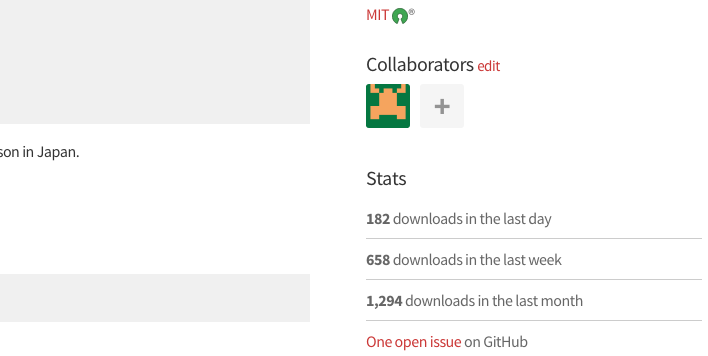 MIT ®
Collaborators edit
+
son in Japan.
Stats
182 downloads in the last day
658 downloads in the last week
1,294 downloads in the last month
One open issue on GitHub